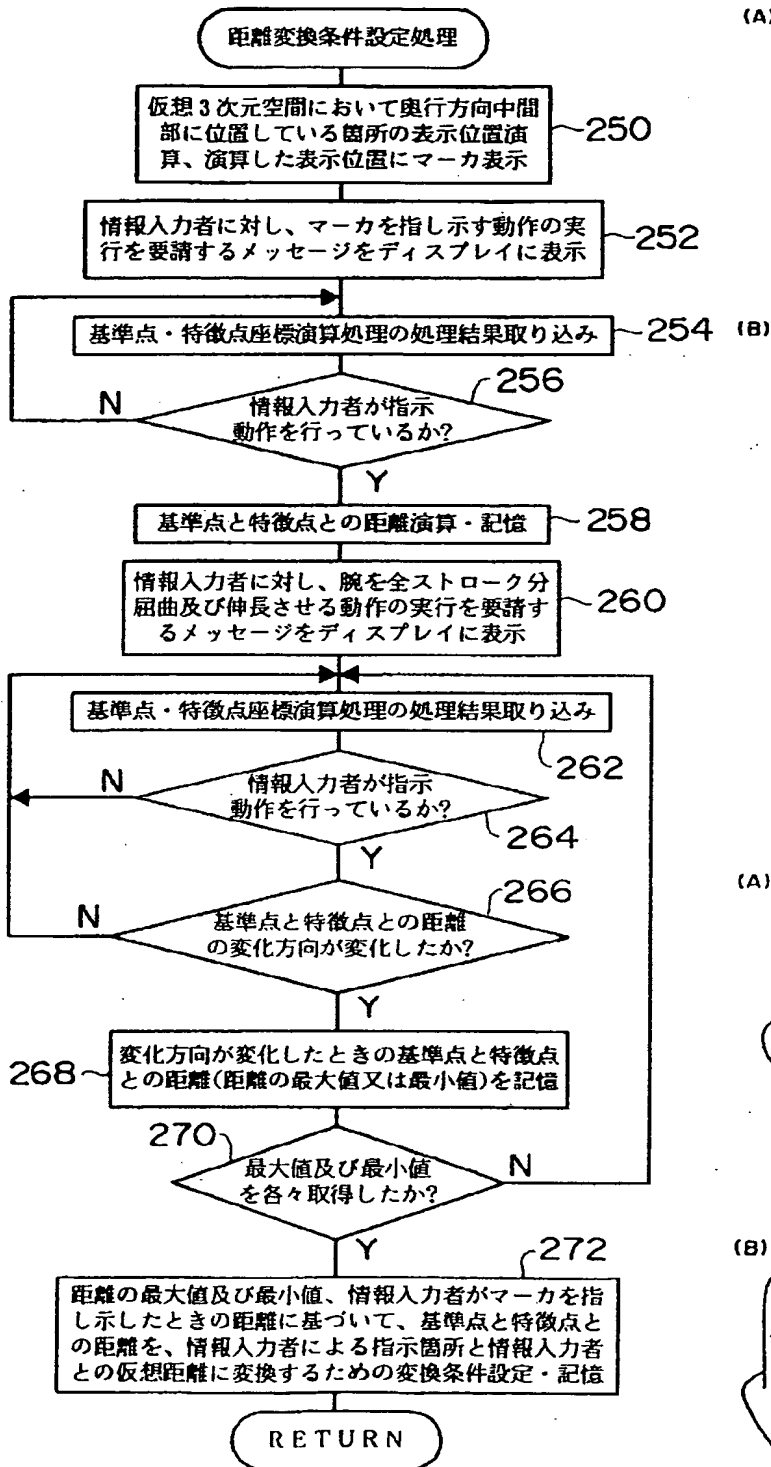 距離変換条件設定処理
仮想3次元空間において奥行方向中間
部に位置している箇所の表示位置演
算、演算した表示位置にマーカ表示
250
情報入力者に対し、マーカを指し示す動作の実
行を要請するメッセージをディスプレイに表示
252
基準点・特徴点座標演算処理の処理結果取り込み
254
256
情報入力者が指示
動作を行っているか?
N
Y
基準点と特徴点との距離演算・記憶
258
情報入力者に対し、腕を全ストローク分
屈曲及び伸長させる動作の実行を要請す
るメッセージをディスプレイに表示
260
基準点・特徴点座標演算処理の処理結果取り込み
262
情報入力者が指示
動作を行っているか?
N
264
Y
266
基準点と特徴点との距離
の変化方向が変化したか?
N
Y
変化方向が変化したときの基準点と特徴点
との距離(距離の最大値又は最小値)を記憶
268
270
最大値及び最小値
を各々取得したか?
N
Y
272
距離の最大値及び最小値、情報入力者がマーカを指
し示したときの距離に基づいて、基準点と特徴点と
の距離を、情報入力者による指示箇所と情報入力者
との仮想距離に変換するための変換条件設定・記憶
RETURN
(A)
(B)
(A)
(B)